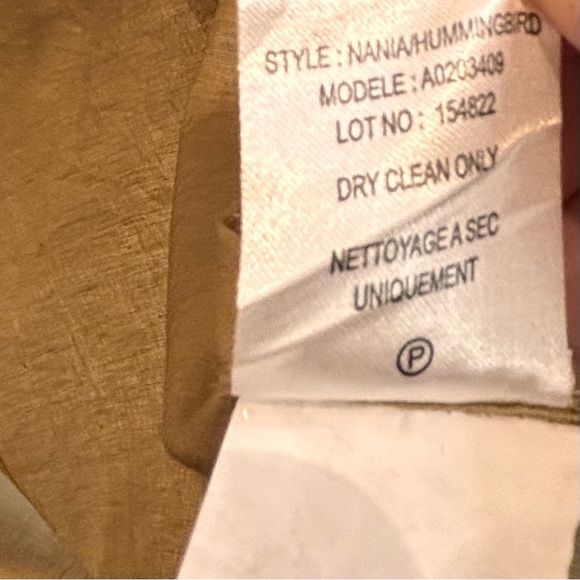 STYLE : NANIA/HUMMINGBIRD
MODELE : A0203409
LOT NO : 154822
DRY CLEAN ONLY
NETTOYAGE A SEC
UNIQUEMENT
P